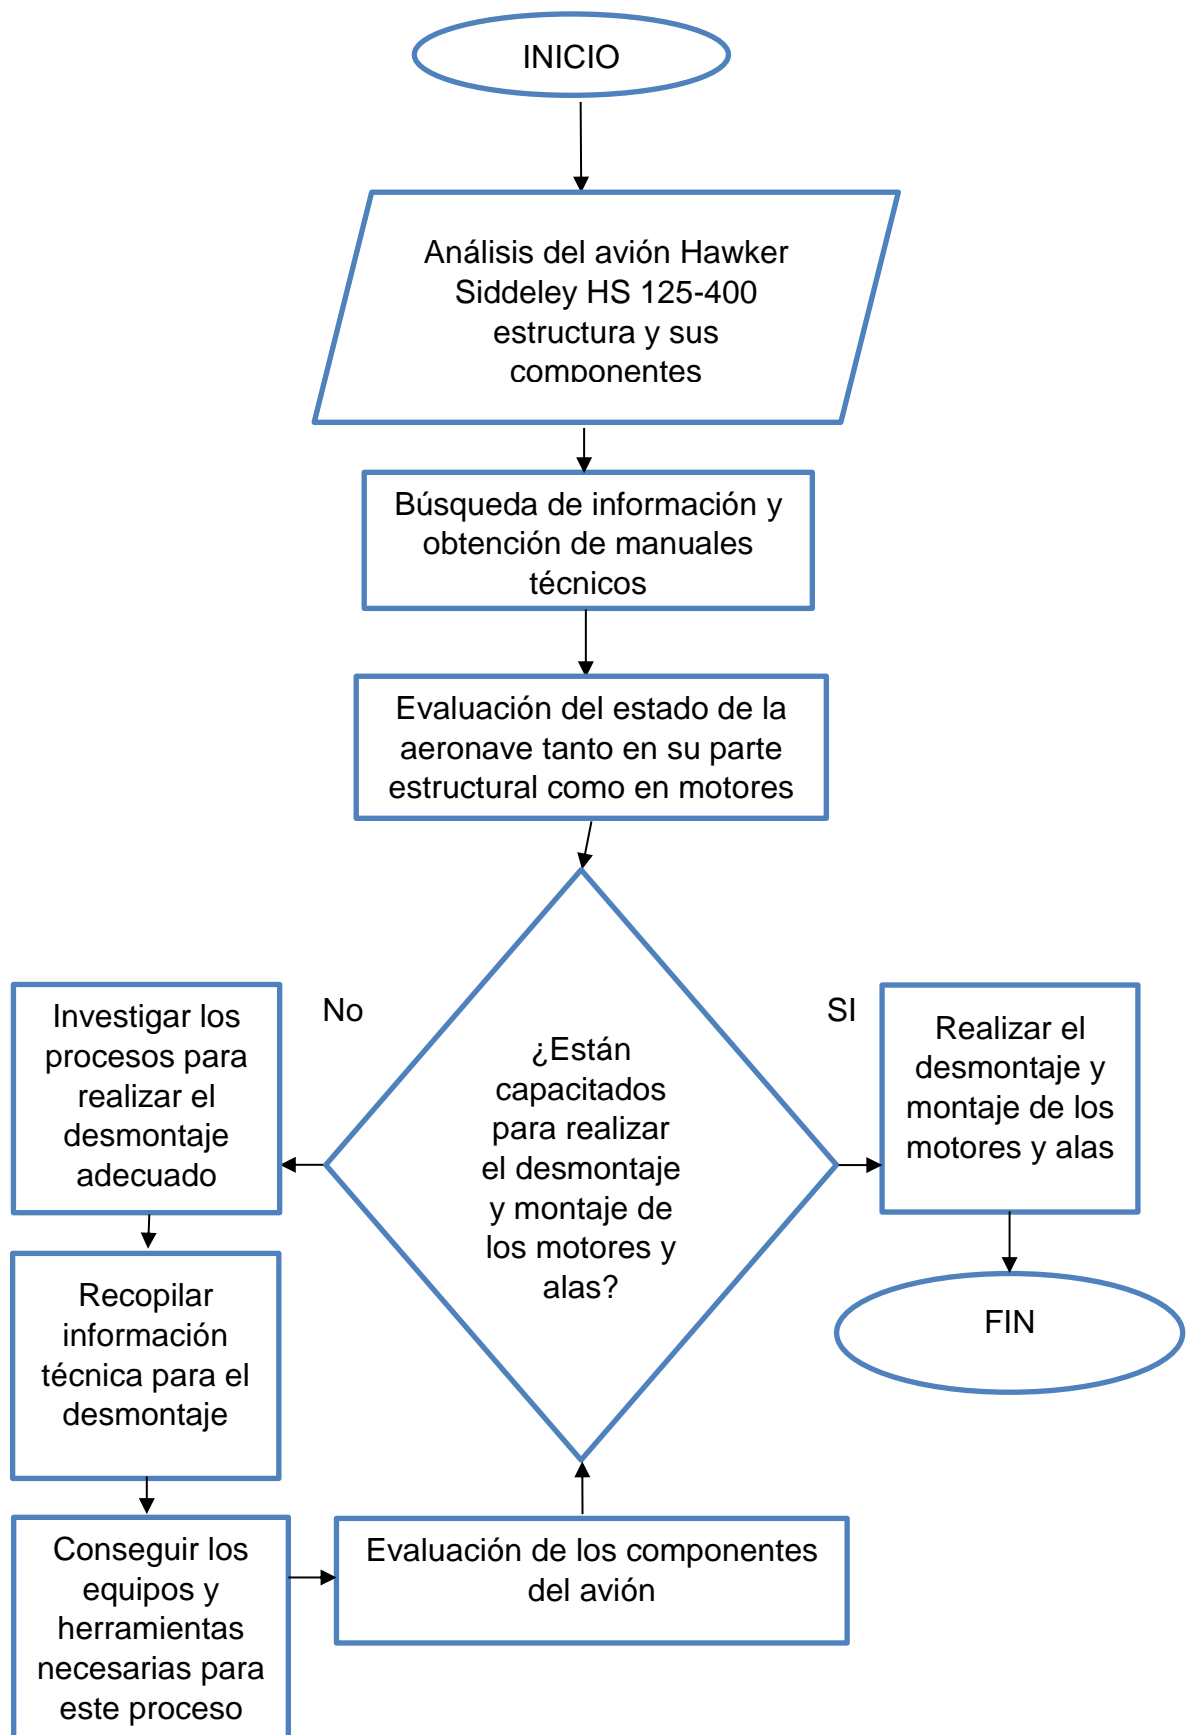 INICIO
Análisis del avión Hawker
Siddeley HS 125-400
estructura y sus
componentes
Búsqueda de información y
obtención de manuales
técnicos
Evaluación del estado de la
aeronave tanto en su parte
estructural como en motores
No
SI
Investigar los
procesos para
realizar el
desmontaje
adecuado
¿Están
capacitados
para realizar
el desmontaje
y montaje de
los motores y
alas?
Realizar el
desmontaje y
montaje de los
motores y alas
Recopilar
información
técnica para el
desmontaje
FIN
Conseguir los
equipos y
herramientas
necesarias para
este proceso
Evaluación de los componentes
del avión